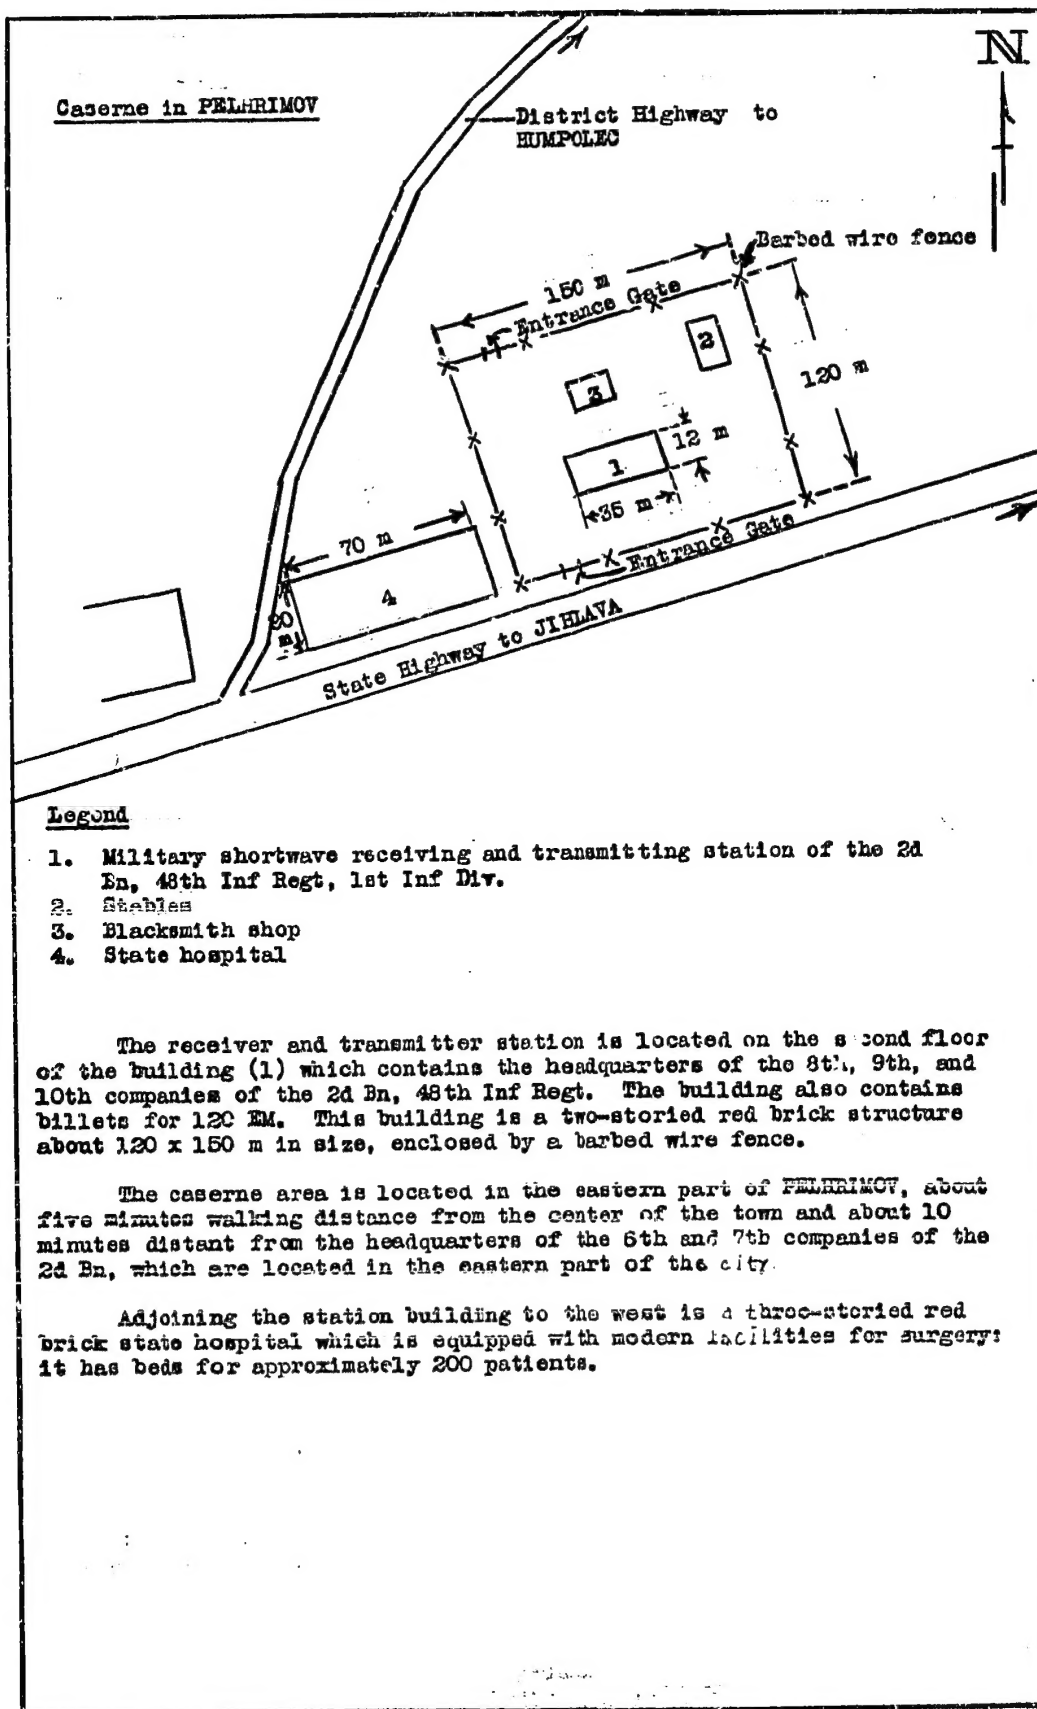 N
Caserne in PELHRIMOV
District Highway to
HUMPOLEC
Barbed wire fence
150 m
Entrance Gate
2
120 m
3
12 m
1
35 m
70 m
Entrance Gate
4
20
m
State Highway to JIHLAVA
Legend
1. Military shortwave receiving and transmitting station of the 2d
Bn, 48th Inf Regt, 1st Inf Div.
2. Stables
3. Blacksmith shop
4. State hospital
The receiver and transmitter station is located on the s cond floor
of the building (1) which contains the headquarters of the 8th, 9th, and
10th companies of the 2d Bn, 48th Inf Regt. The building also contains
billets for 120 EM. This building is a two-storied red brick structure
about 120 x 150 m in size, enclosed by a barbed wire fence.
The caserne area is located in the eastern part of PELHRIMOV, about
five minutes walking distance from the center of the town and about 10
minutes distant from the headquarters of the 6th and 7th companies of the
2d Bn, which are located in the eastern part of the city.
Adjoining the station building to the west is a three-storied red
brick state hospital which is equipped with modern facilities for surgery;
it has beds for approximately 200 patients.